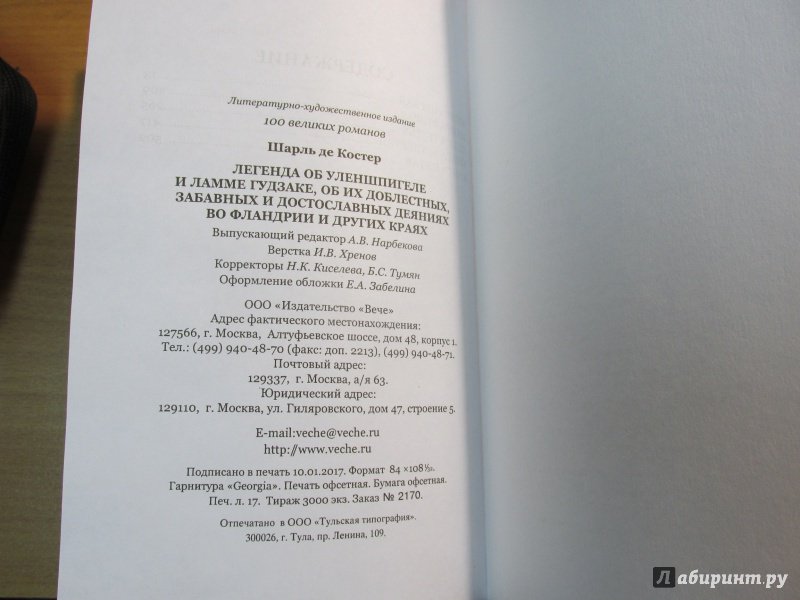 СОДЕРЖАНИЕ
Литературно-художественное издание
100 великих романов
Шарль де Костер
ЛЕГЕНДА ОБ УЛЕНШПИГЕЛЕ
И ЛАММЕ ГУДЗАКЕ, ОБ ИХ ДОБЛЕСТНЫХ,
ЗАБАВНЫХ И ДОСТОСЛАВНЫХ ДЕЯНИЯХ
ВО ФЛАНДРИИ И ДРУГИХ КРАЯХ
Выпускающий редактор А.В. Нарбекова
Верстка И.В. Хренов
Корректоры Н.К. Киселева, Б.С. Тумян
Оформление обложки Е.А. Забелина
ООО «Издательство «Вече»
Адрес фактического местонахождения:
127566, г. Москва, Алтуфьевское шоссе, дом 48, корпус 1.
Тел.: (499) 940-48-70 (факс: доп. 2213), (499) 940-48-71.
Почтовый адрес:
129337, г. Москва, а/я 63.
Юридический адрес:
129110, г. Москва, ул. Гиляровского, дом 47, строение 5.
E-mail:veche@veche.ru
http://www.veche.ru
Подписано в печать 10.01.2017. Формат 84 ×108 1/32.
Гарнитура «Georgia». Печать офсетная. Бумага офсетная.
Печ. л. 17. Тираж 3000 экз. Заказ № 2170.
Отпечатано в ООО «Тульская типография».
300026, г. Тула, пр. Ленина, 109.
Лабиринт.ру